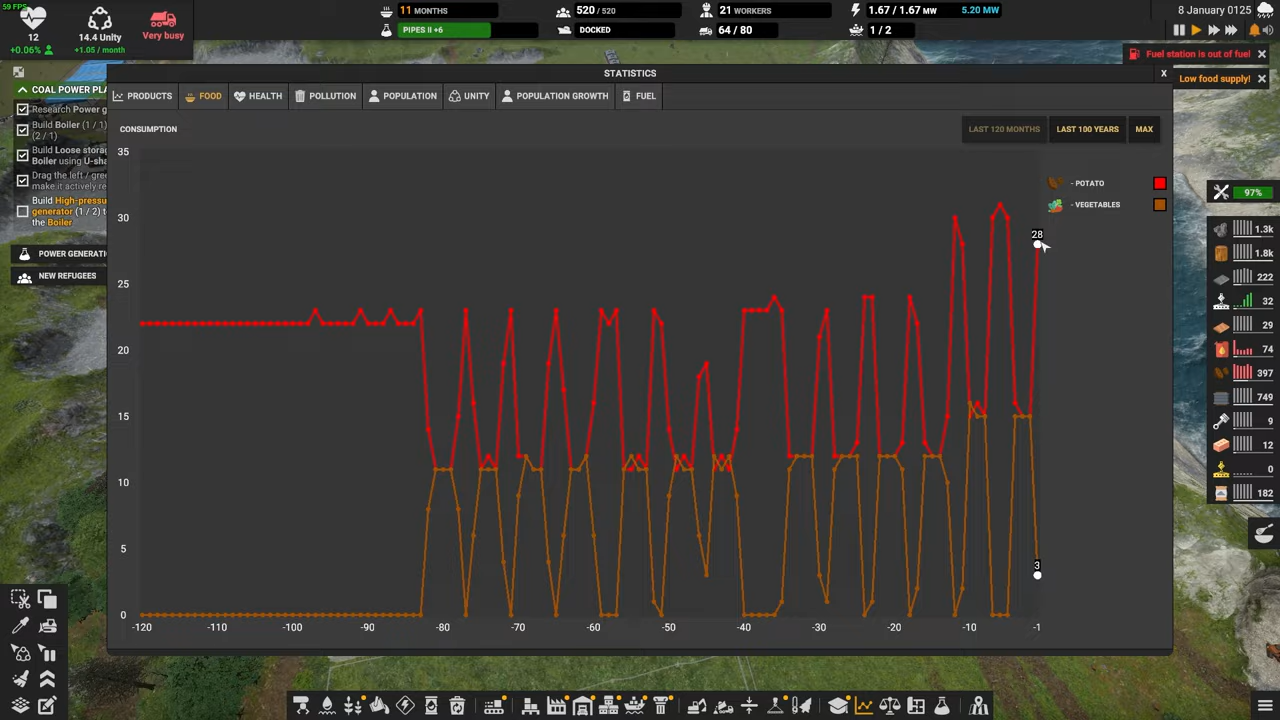 59 FPS
12
+0.06%
14.4 Unity
+1.05 / month
Very busy
11 MONTHS
520 / 520
21 WORKERS
1.67 / 1.67 MW
5.20 MW
PIPES II +6
DOCKED
64 / 80
1 / 2
8 January 0125
Fuel station is out of fuel!
Low food supply!
STATISTICS
X
PRODUCTS
FOOD
HEALTH
POLLUTION
POPULATION
UNITY
POPULATION GROWTH
FUEL
CONSUMPTION
LAST 120 MONTHS
LAST 100 YEARS
MAX
- POTATO
- VEGETABLES
35
30
25
20
15
10
5
0
28
3
-120
-110
-100
-90
-80
-70
-60
-50
-40
-30
-20
-10
-1
COAL POWER PLA
Research Power g
Build Boiler (1 / 1)
(2 / 1)
Build Loose storag
Boiler using U-sha
Drag the left / gree
make it actively re
Build High-pressu
generator (1 / 2) t
the Boiler
POWER GENERATI
NEW REFUGEES
97%
1.3k
1.8k
222
32
29
74
397
749
9
12
0
182